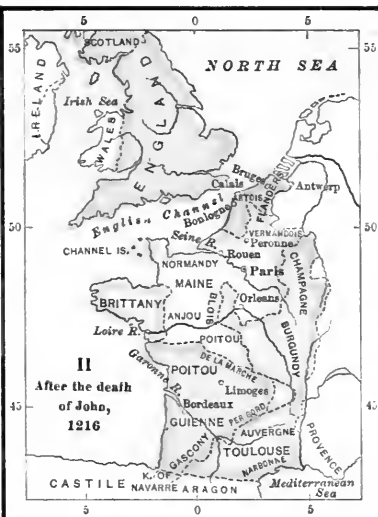 5 0 5
55 55
SCOTLAND
NORTH SEA
IRELAND
Irish Sea
WALES
ENGLAND
Bruges
Calais
Antwerp
FLANDERS
English Channel
Boulogne
ARTOIS
50 50
VERMANDOIS
Peronne
CHANNEL IS.
Seine R.
Rouen
NORMANDY
Paris
CHAMPAGNE
MAINE
BRITTANY
BLOIS
Orleans
ANJOU
Loire R.
POITOU
BURGUNDY
II
After the death
of John,
1216
Garonne R.
POITOU
DE LA MARCHE
Limoges
45 45
Bordeaux
GUIENNE
PERIGORD
AUVERGNE
PROVENCE
GASCONY
TOULOUSE
NARBONNE
K. OF
NAVARRE
CASTILE
ARAGON
Mediterranean
Sea
5 0 5